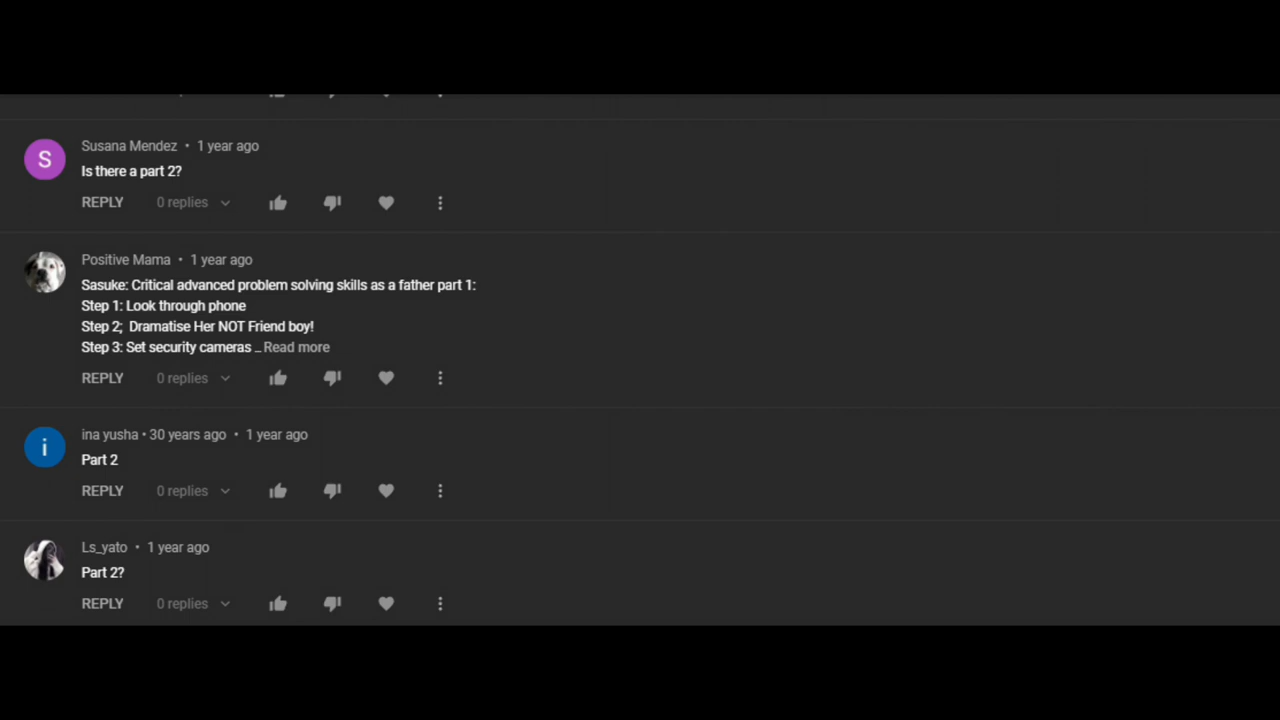 Susana Mendez • 1 year ago
Is there a part 2?
REPLY 0 replies
Positive Mama • 1 year ago
Sasuke: Critical advanced problem solving skills as a father part 1:
Step 1: Look through phone
Step 2; Dramatise Her NOT Friend boy!
Step 3: Set security cameras ...Read more
REPLY 0 replies
ina yusha • 30 years ago • 1 year ago
Part 2
REPLY 0 replies
Ls_yato • 1 year ago
Part 2?
REPLY 0 replies
S
i